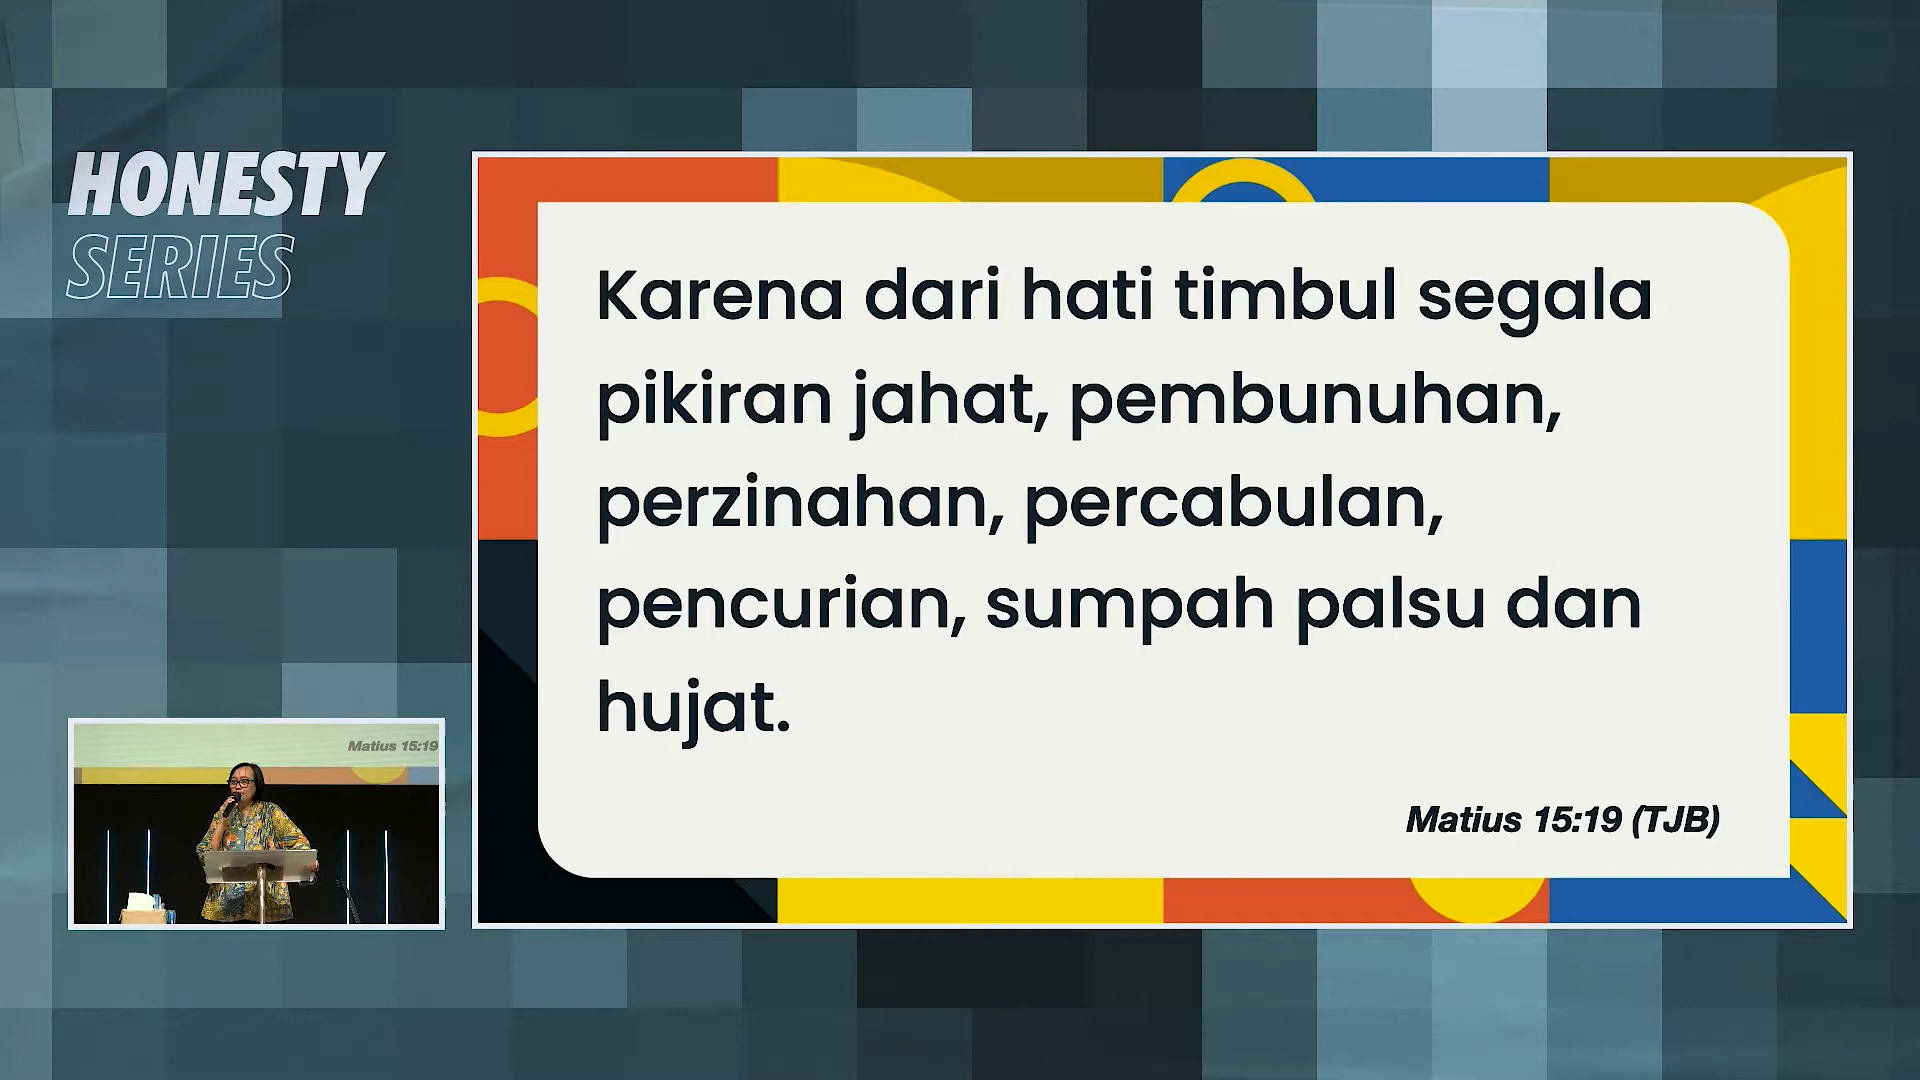 HONESTY
SERIES
Karena dari hati timbul segala
pikiran jahat, pembunuhan,
perzinahan, percabulan,
pencurian, sumpah palsu dan
hujat.
Matius 15:19 (TJB)
Matius 15:19